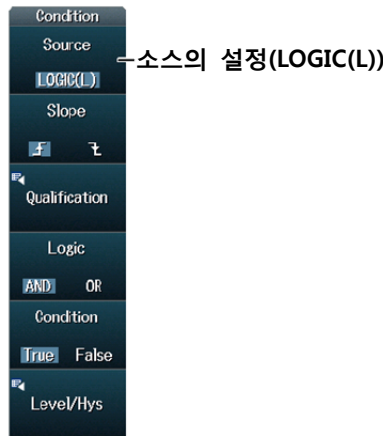 Condition
Source
LOGIC(L)
소스의 설정(LOGIC(L))
Slope
Qualification
Logic
AND OR
Condition
True False
Level/Hys